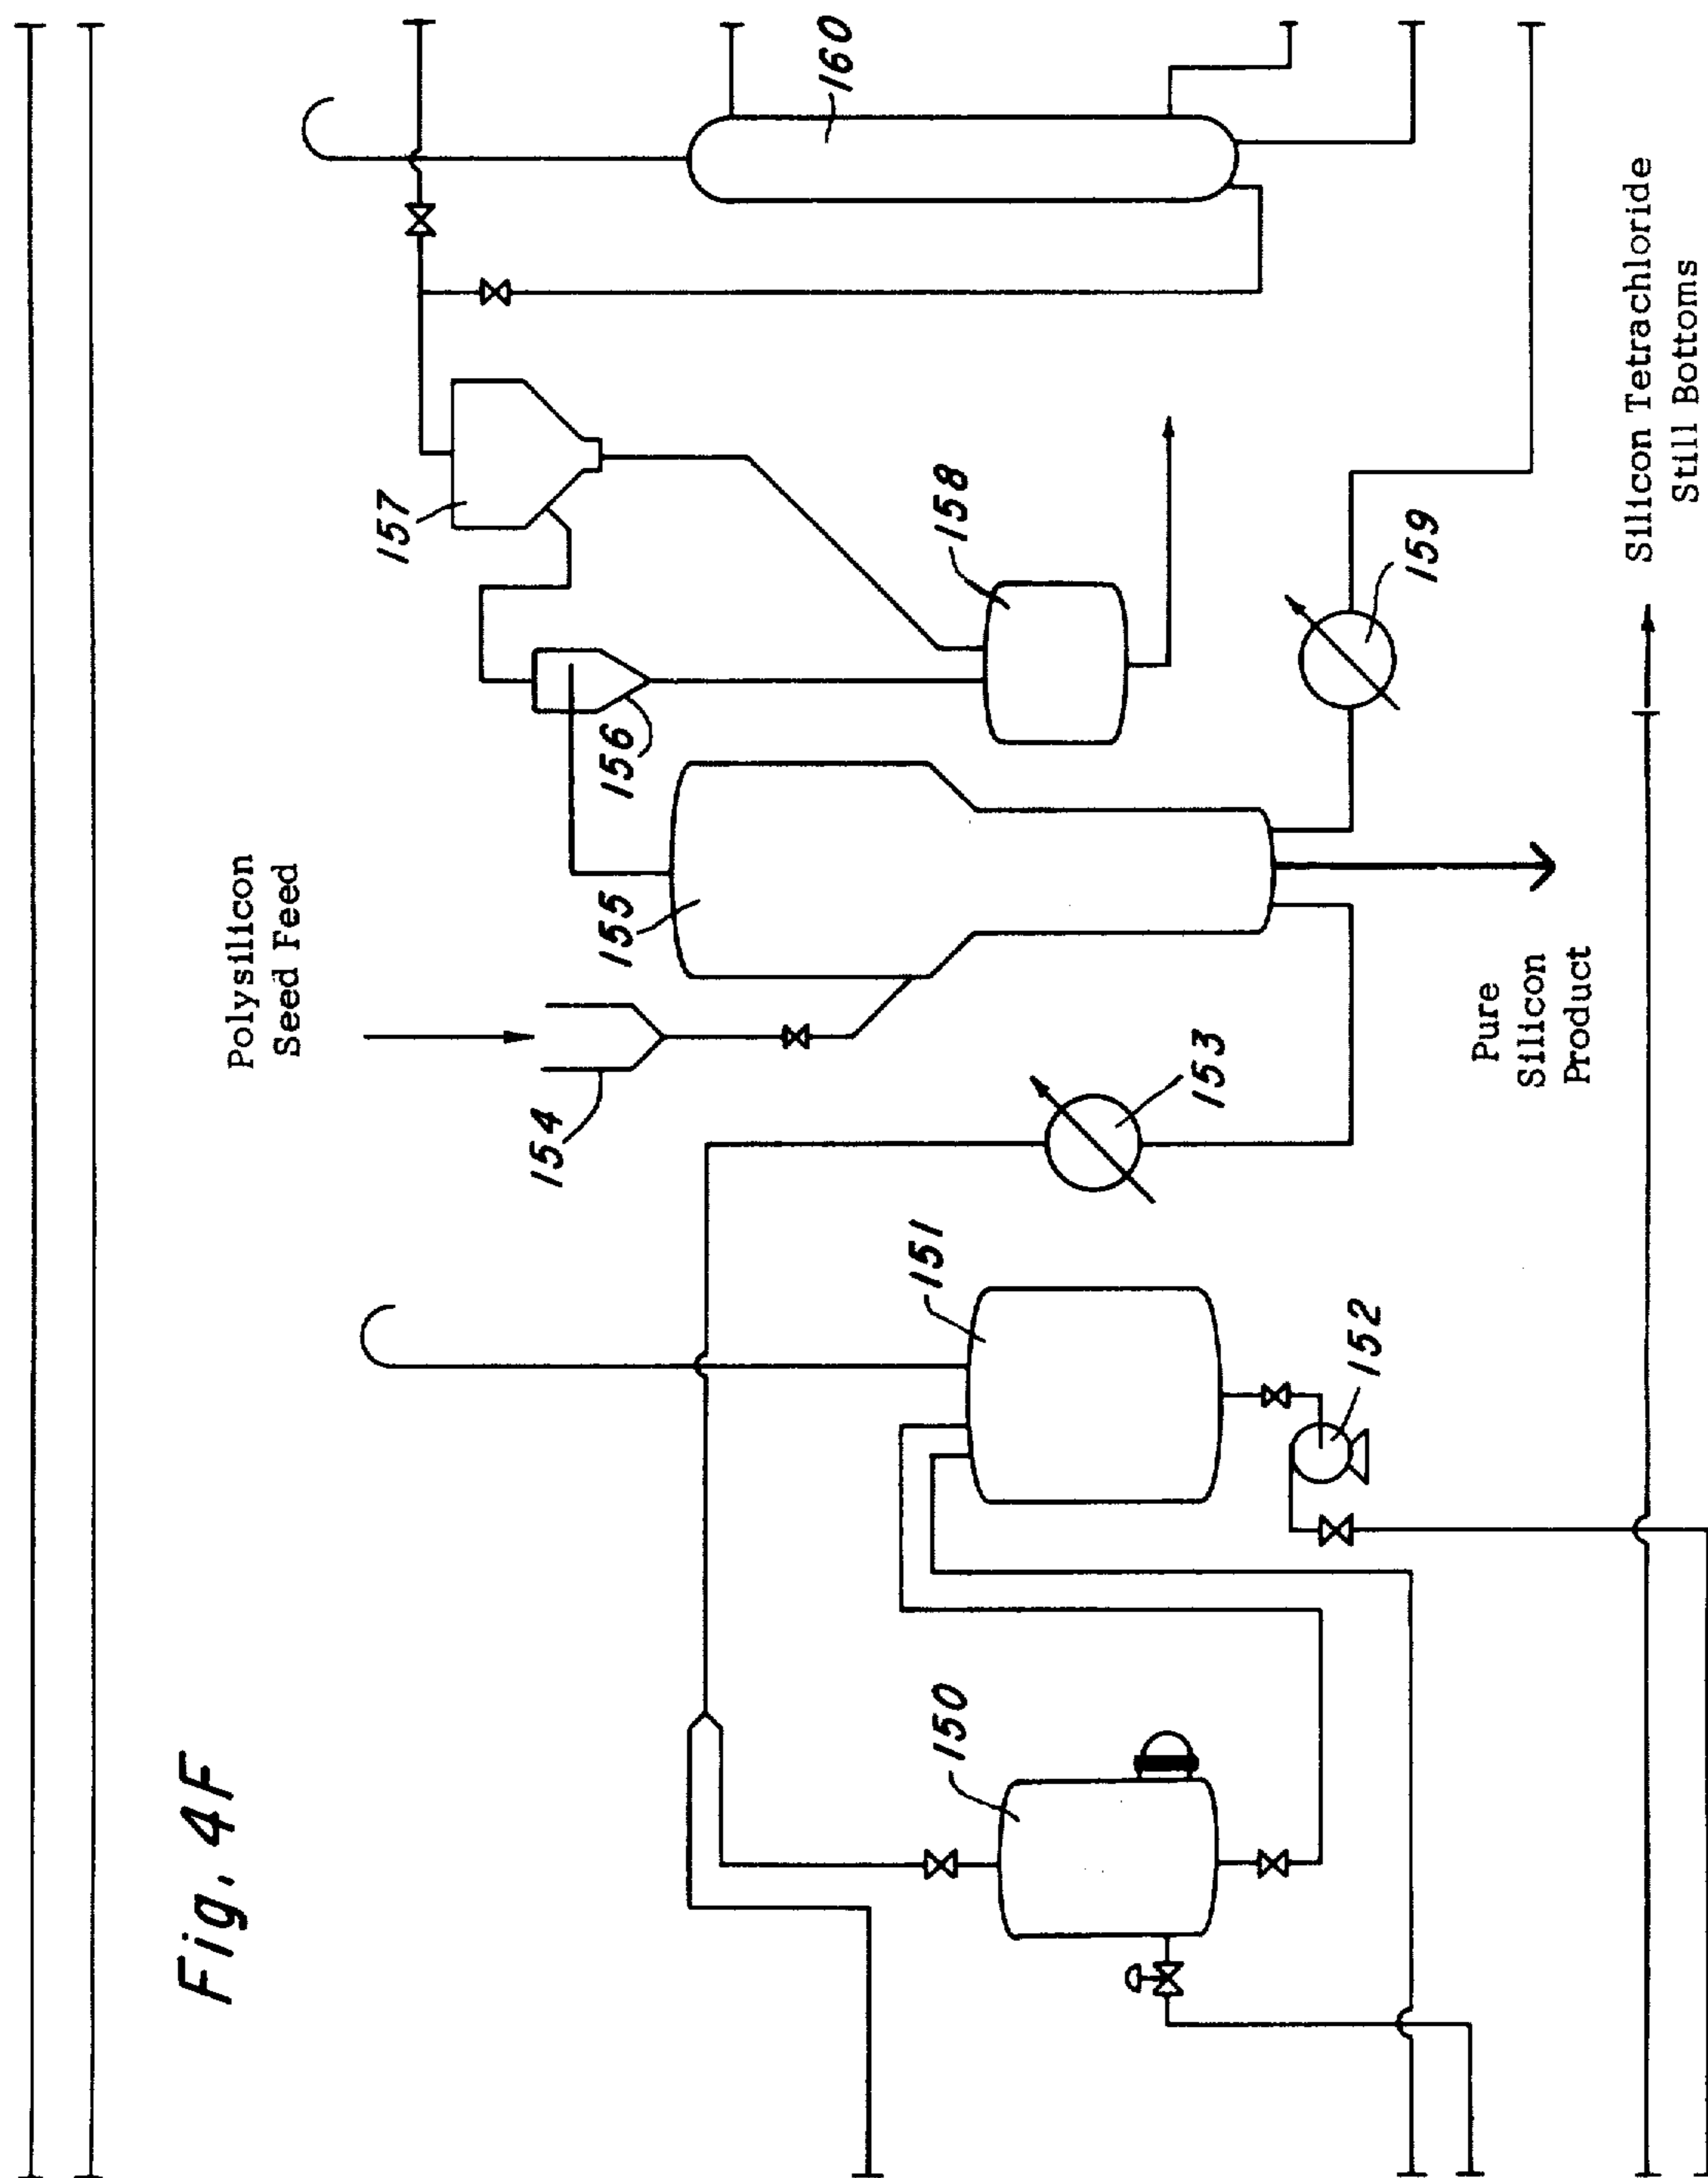 Fig. 4F
Polysilicon
Seed Feed
150
151
152
153
154
155
156
157
158
159
160
Pure
Silicon
Product
Silicon Tetrachloride
Still Bottoms